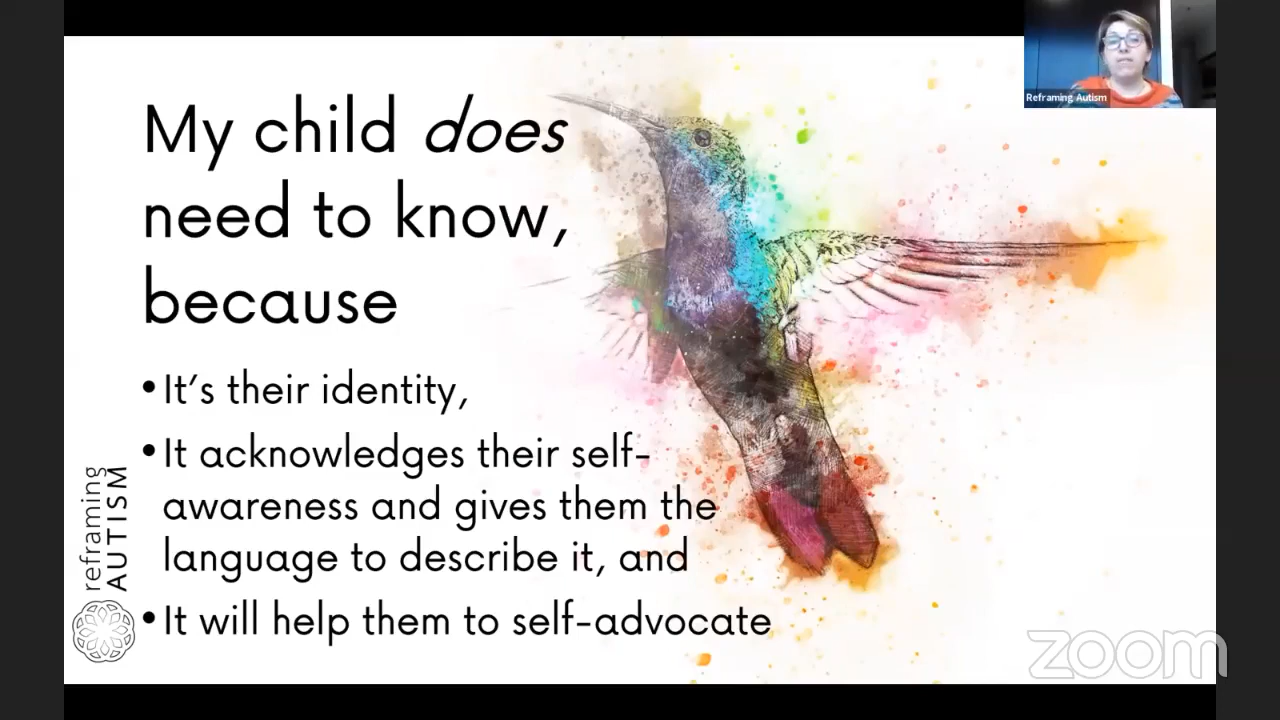 Reframing Autism
My child does
need to know,
because
• It's their identity,
• It acknowledges their self-
awareness and gives them the
language to describe it, and
• It will help them to self-advocate
reframing
AUTISM
zoom